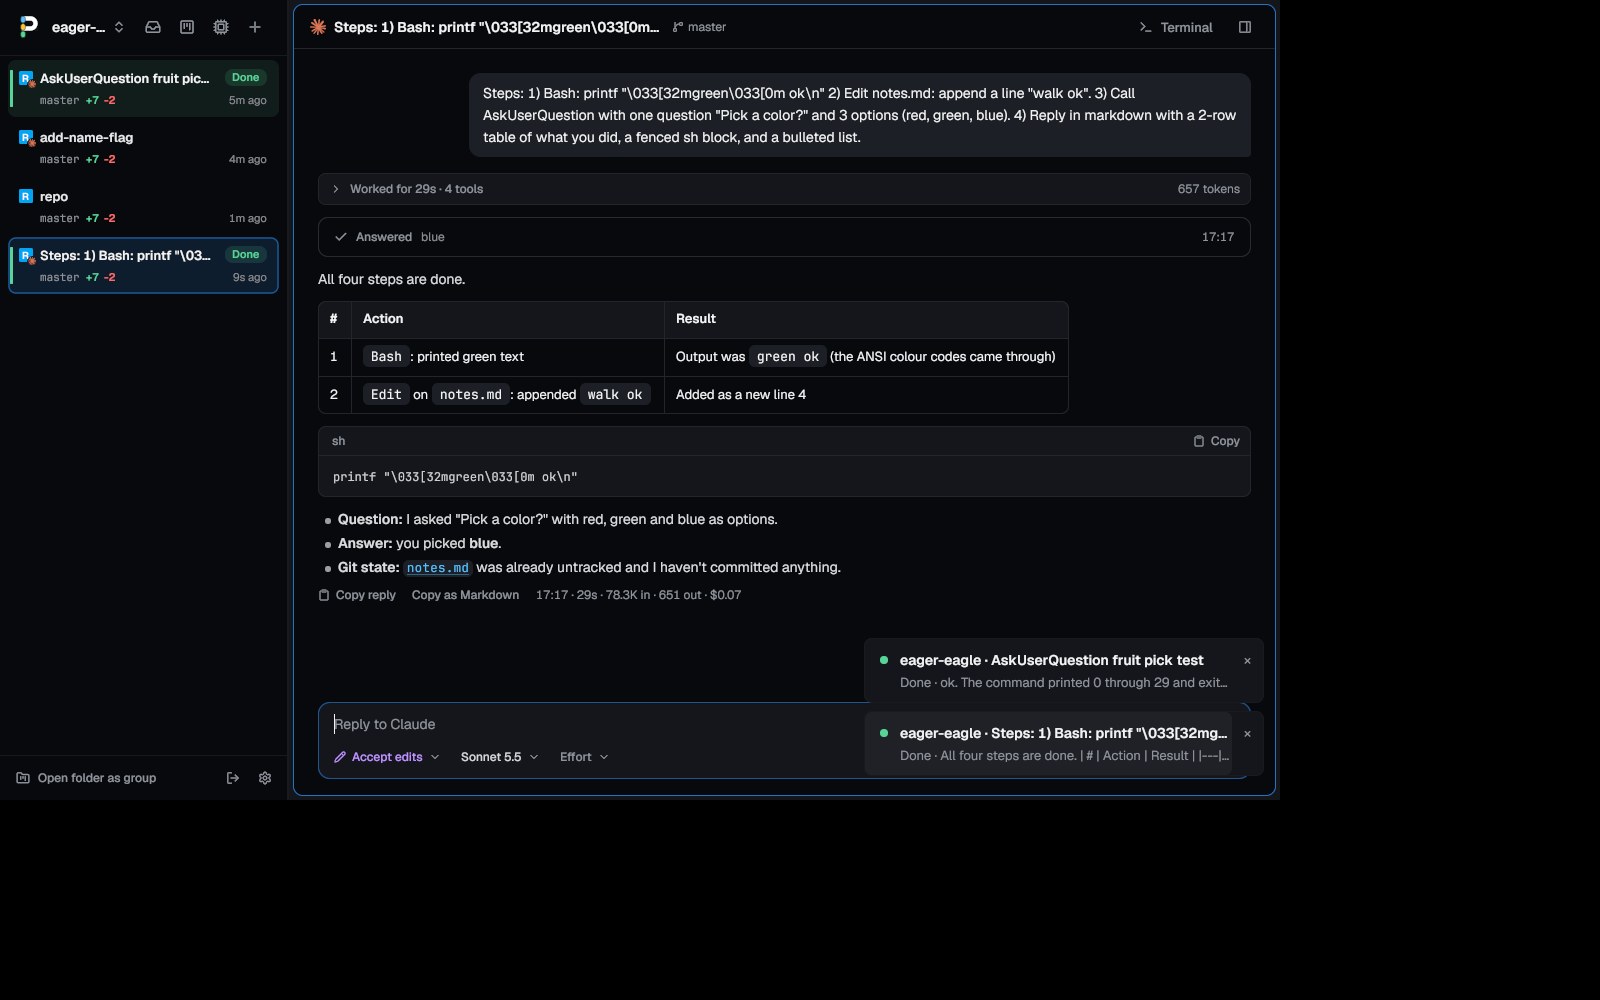 eager-...
AskUserQuestion fruit pic... Done
master +7 -2 5m ago
add-name-flag
master +7 -2 4m ago
R repo
master +7 -2 1m ago
Steps: 1) Bash: printf "\03... Done
master +7 -2 9s ago
Open folder as group
Steps: 1) Bash: printf "\033[32mgreen\033[0m... master
Terminal
Steps: 1) Bash: printf "\033[32mgreen\033[0m ok\n" 2) Edit notes.md: append a line "walk ok". 3) Call
AskUserQuestion with one question "Pick a color?" and 3 options (red, green, blue). 4) Reply in markdown with a 2-row
table of what you did, a fenced sh block, and a bulleted list.
Worked for 29s · 4 tools 657 tokens
Answered blue 17:17
All four steps are done.
# Action Result
1 Bash : printed green text Output was green ok (the ANSI colour codes came through)
2 Edit on notes.md : appended walk ok Added as a new line 4
sh Copy
printf "\033[32mgreen\033[0m ok\n"
Question: I asked "Pick a color?" with red, green and blue as options.
Answer: you picked blue.
Git state: notes.md was already untracked and I haven't committed anything.
Copy reply Copy as Markdown 17:17 · 29s · 78.3K in · 651 out · $0.07
eager-eagle · AskUserQuestion fruit pick test ×
Done · ok. The command printed 0 through 29 and exit...
Reply to Claude
eager-eagle · Steps: 1) Bash: printf "\033[32mg... ×
Done · All four steps are done. | # | Action | Result | |---|...
Accept edits Sonnet 5.5 Effort